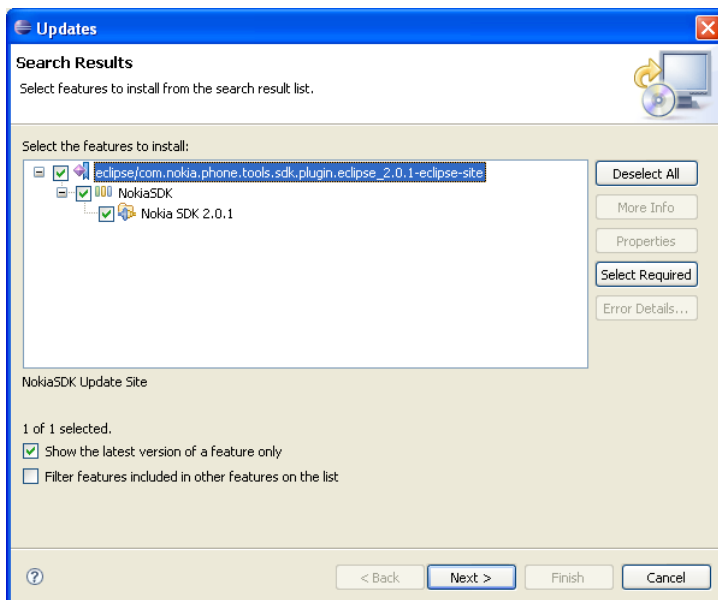 Updates
Search Results
Select features to install from the search result list.
Select the features to install:
eclipse/com.nokia.phone.tools.sdk.plugin.eclipse_2.0.1-eclipse-site
NokiaSDK
Nokia SDK 2.0.1
Deselect All
More Info
Properties
Select Required
Error Details...
NokiaSDK Update Site
1 of 1 selected.
Show the latest version of a feature only
Filter features included in other features on the list
? < Back Next > Finish Cancel